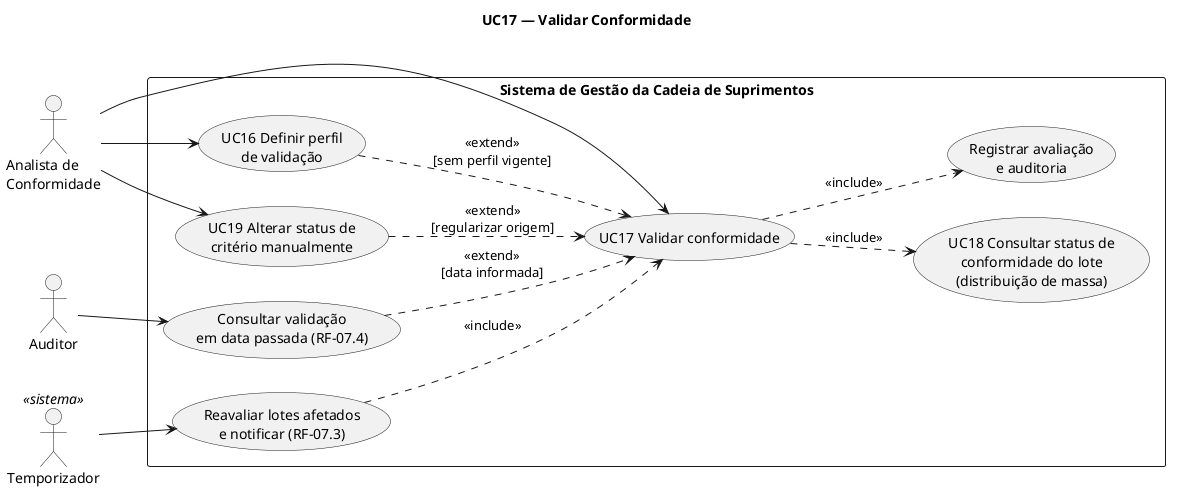 UC17 — Validar Conformidade
Sistema de Gestão da Cadeia de Suprimentos
Analista de
Conformidade
UC16 Definir perfil
de validação
«extend»
[sem perfil vigente]
Registrar avaliação
e auditoria
«include»
UC19 Alterar status de
critério manualmente
«extend»
[regularizar origem]
UC17 Validar conformidade
«include»
UC18 Consultar status de
conformidade do lote
(distribuição de massa)
«extend»
[data informada]
Auditor
Consultar validação
em data passada (RF-07.4)
«include»
«sistema»
Temporizador
Reavaliar lotes afetados
e notificar (RF-07.3)